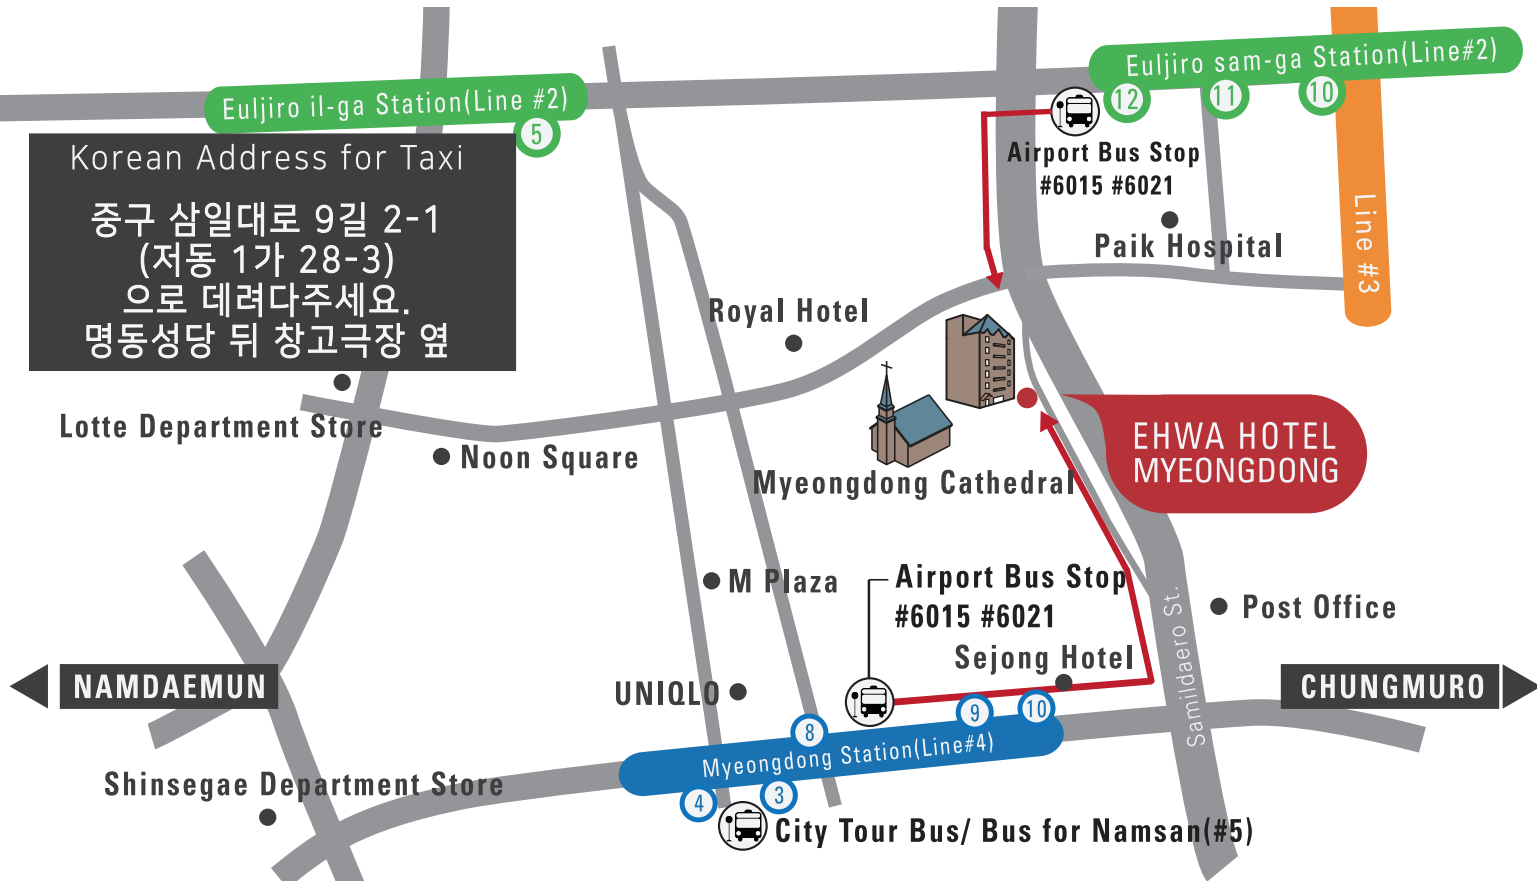 Euljiro il-ga Station(Line #2)
5
Euljiro sam-ga Station(Line#2)
12
11
10
Line #3
Korean Address for Taxi
중구 삼일대로 9길 2-1
(저동 1가 28-3)
으로 데려다주세요.
명동성당 뒤 창고극장 옆
Airport Bus Stop
#6015 #6021
Paik Hospital
Royal Hotel
Lotte Department Store
Noon Square
Myeongdong Cathedral
EHWA HOTEL
MYEONGDONG
M Plaza
Airport Bus Stop
#6015 #6021
Post Office
Sejong Hotel
Samildaero St.
NAMDAEMUN
UNIQLO
CHUNGMURO
8
9
10
Myeongdong Station(Line#4)
4
3
Shinsegae Department Store
City Tour Bus/ Bus for Namsan(#5)